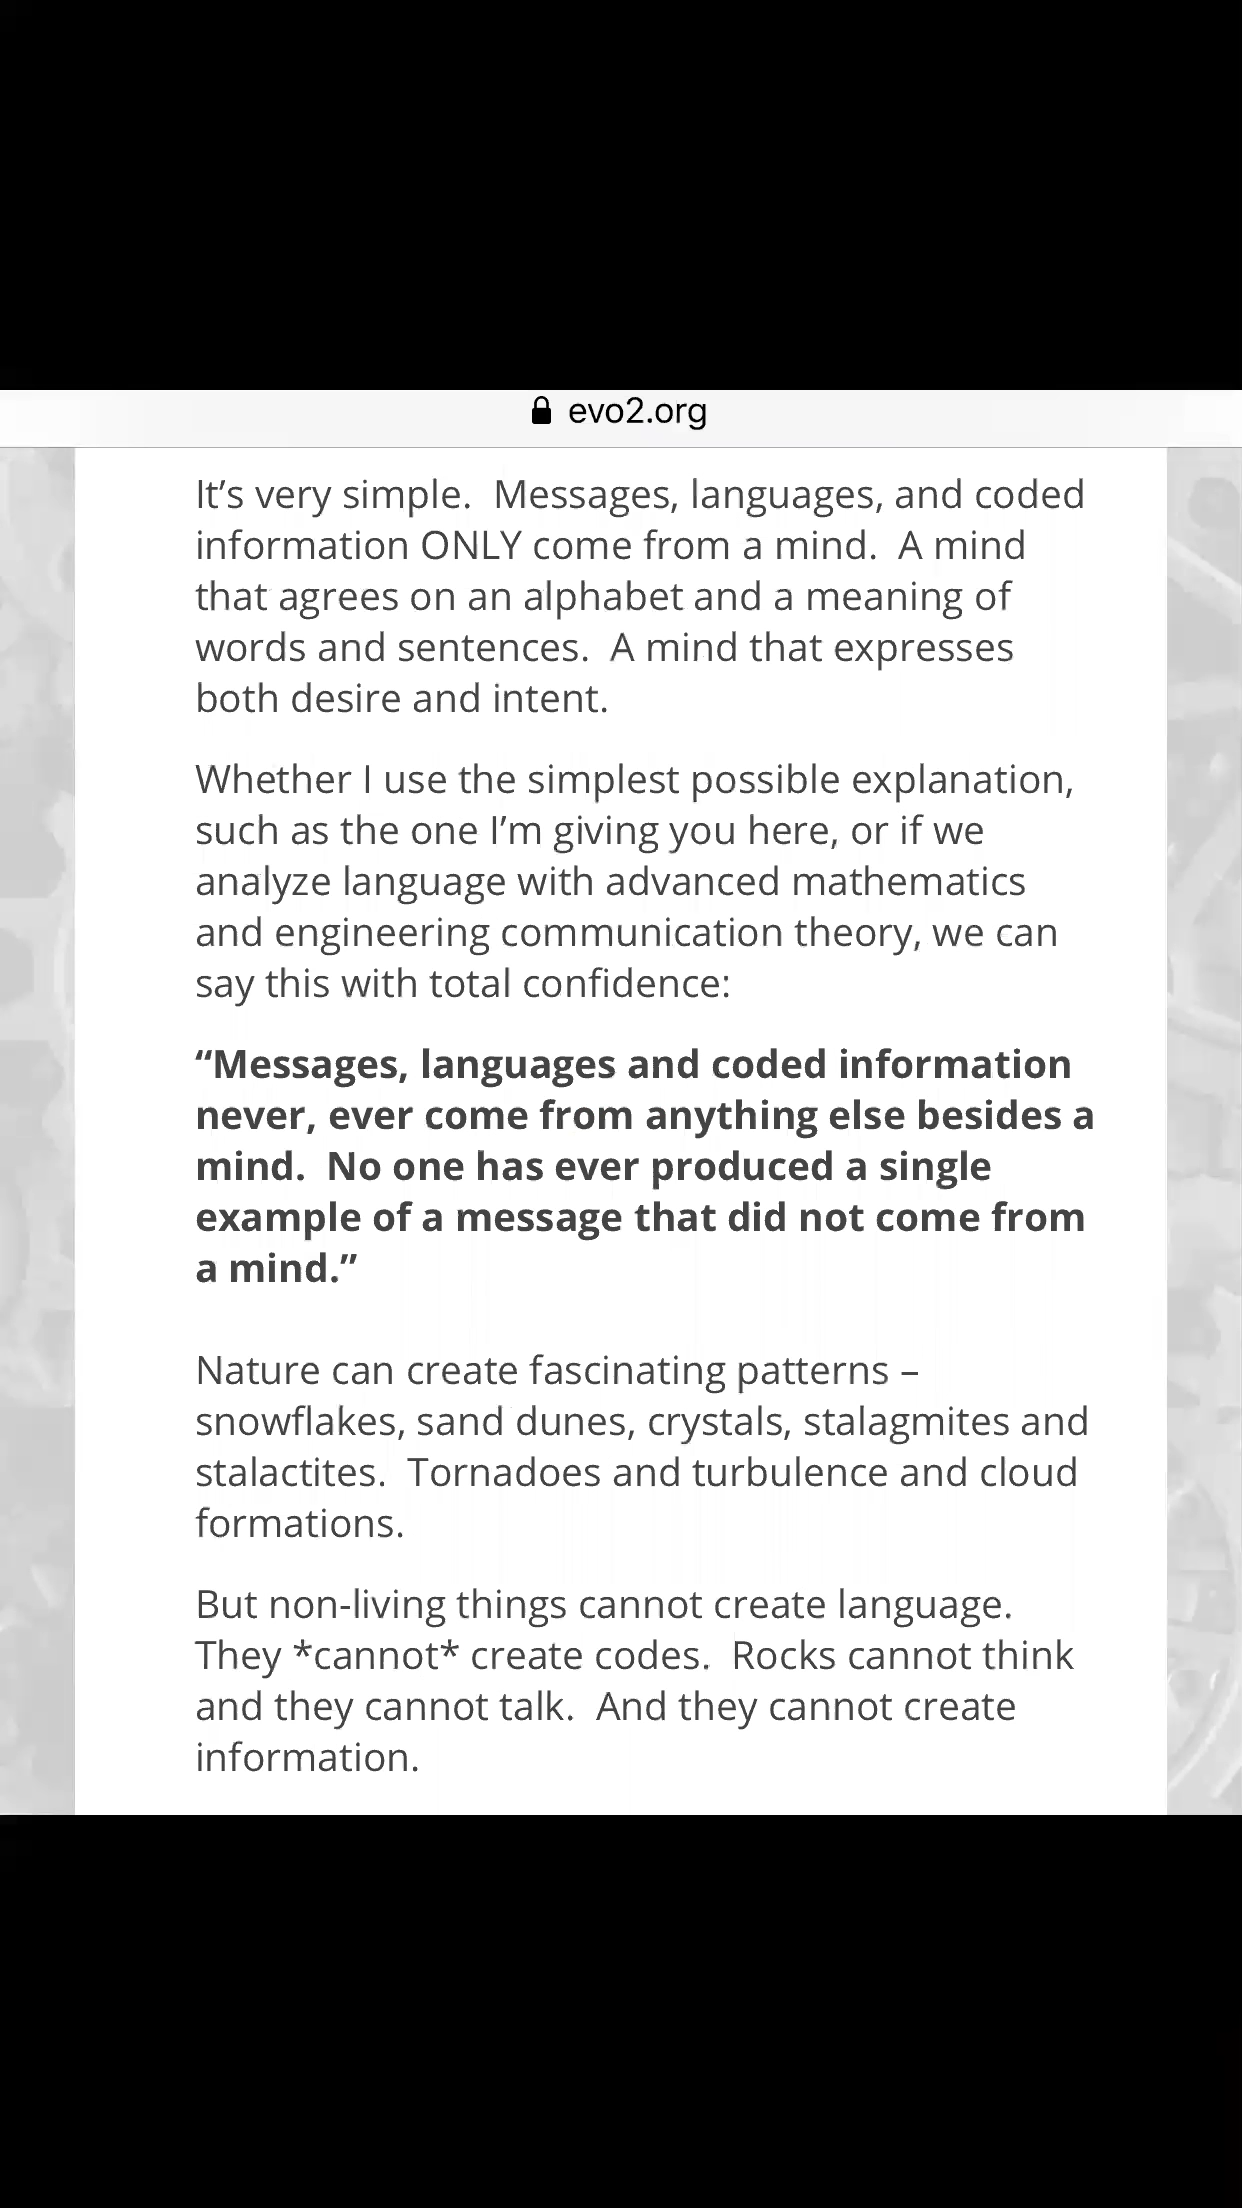 evo2.org
It’s very simple.  Messages, languages, and coded
information ONLY come from a mind.  A mind
that agrees on an alphabet and a meaning of
words and sentences.  A mind that expresses
both desire and intent.
Whether I use the simplest possible explanation,
such as the one I’m giving you here, or if we
analyze language with advanced mathematics
and engineering communication theory, we can
say this with total confidence:
“Messages, languages and coded information
never, ever come from anything else besides a
mind.  No one has ever produced a single
example of a message that did not come from
a mind.”
Nature can create fascinating patterns –
snowflakes, sand dunes, crystals, stalagmites and
stalactites.  Tornadoes and turbulence and cloud
formations.
But non-living things cannot create language.
They *cannot* create codes.  Rocks cannot think
and they cannot talk.  And they cannot create
information.